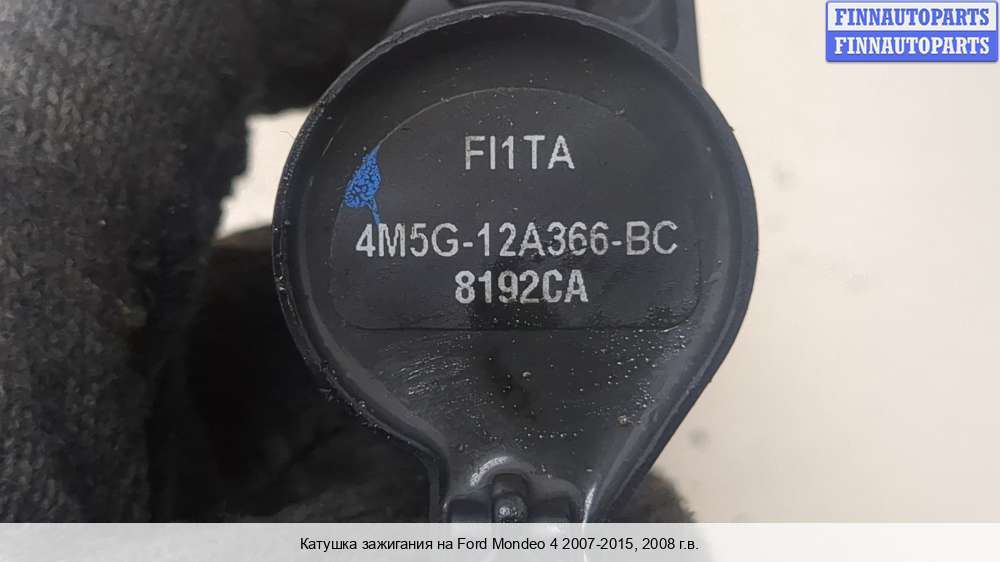 FINNAUTOPARTS
FINNAUTOPARTS
FI1TA
4M5G-12A366-BC
8192CA
Катушка зажигания на Ford Mondeo 4 2007-2015, 2008 г.в.